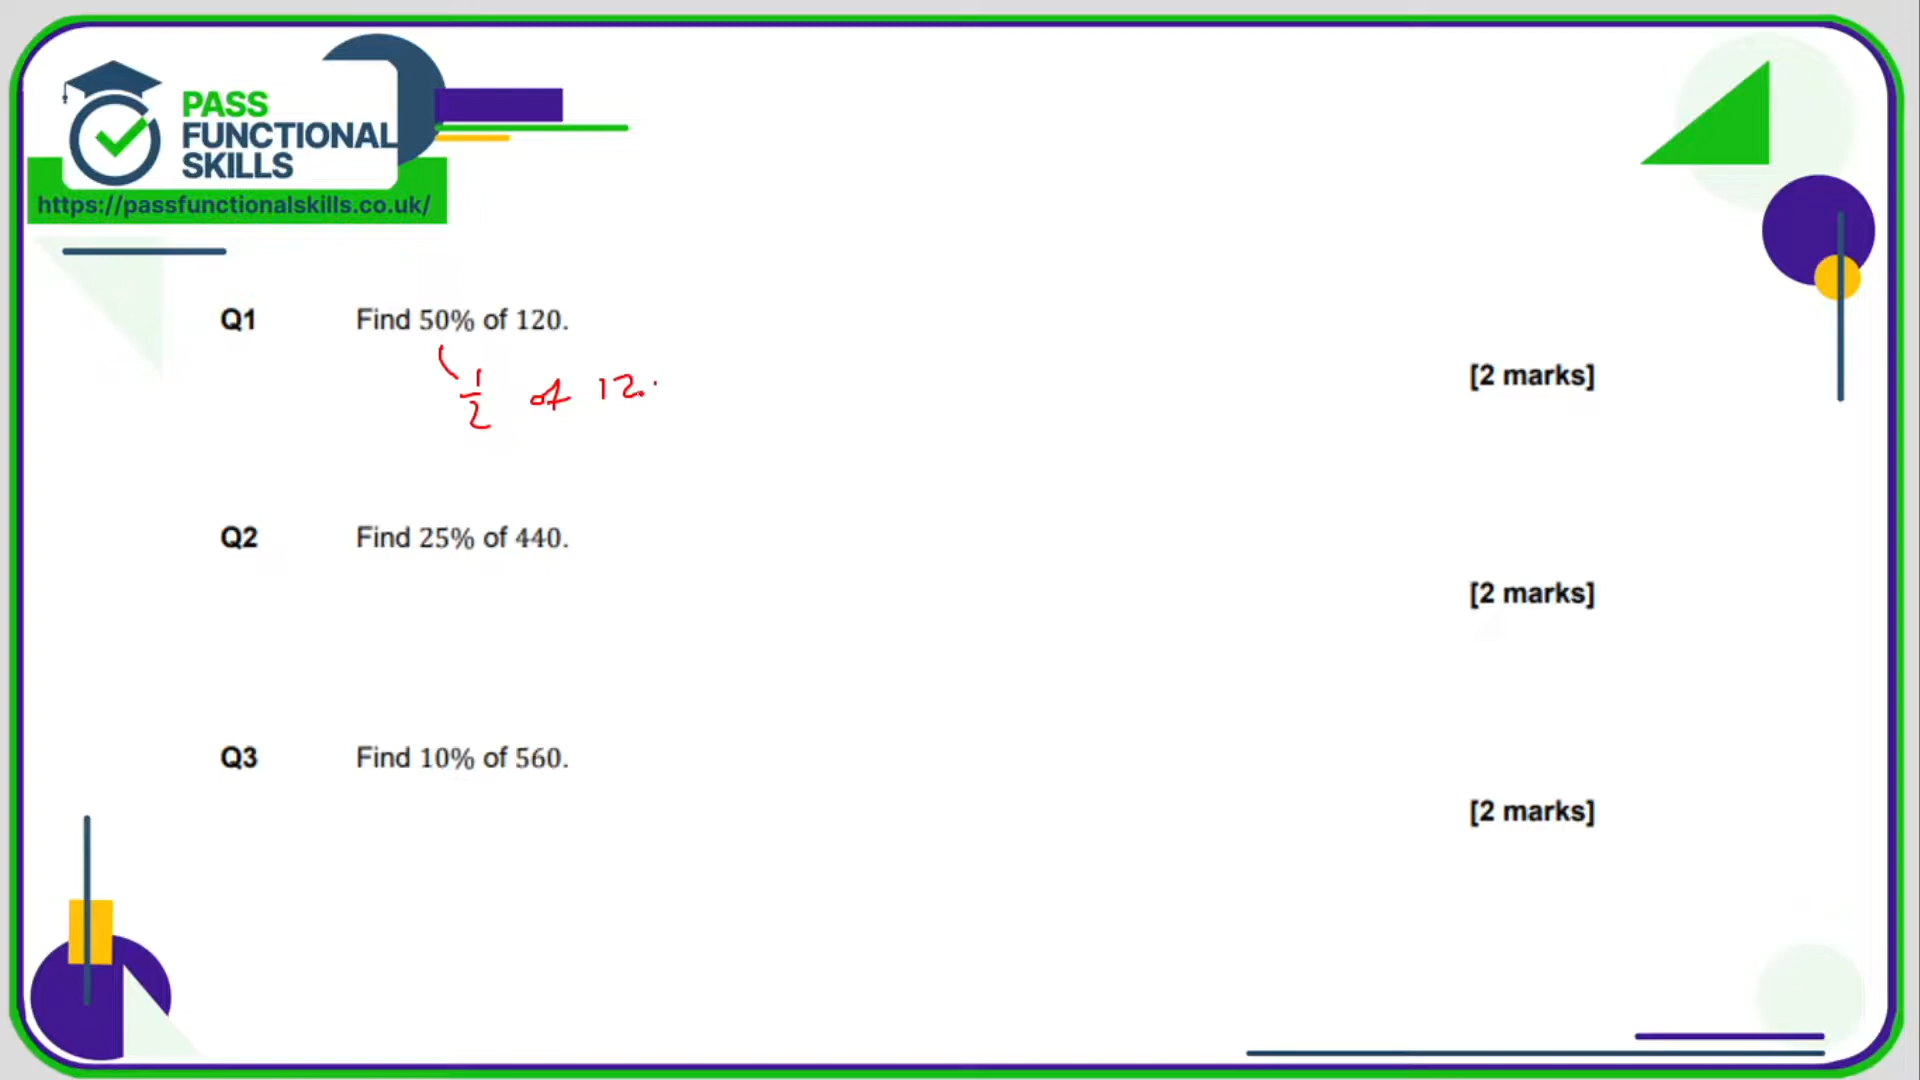 PASS
FUNCTIONAL
SKILLS
https://passfunctionalskills.co.uk/
Q1 Find 50% of 120.
[2 marks]
1/2 of 12
Q2 Find 25% of 440.
[2 marks]
Q3 Find 10% of 560.
[2 marks]